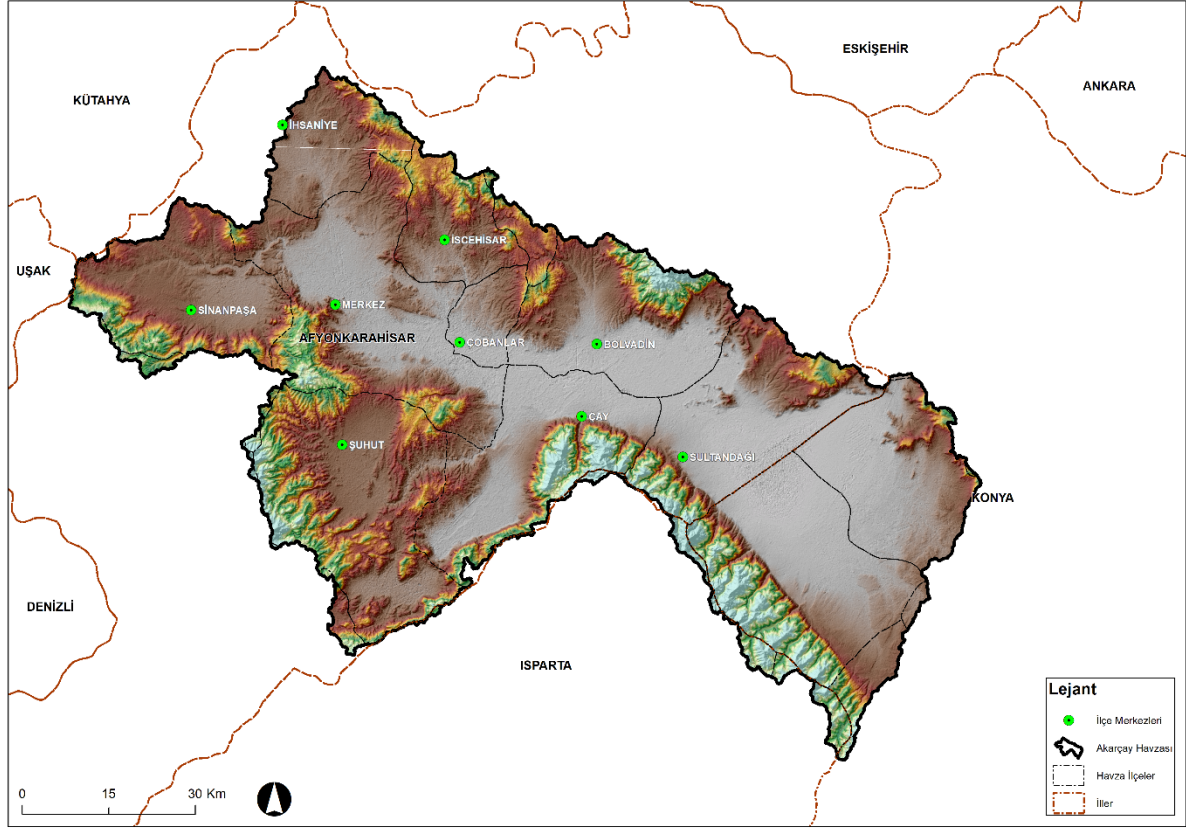 ESKİŞEHİR
ANKARA
KÜTAHYA
İHSANİYE
İSCEHİSAR
UŞAK
SİNANPAŞA
MERKEZ
AFYONKARAHİSAR
ÇOBANLAR
BOLVADİN
ÇAY
ŞUHUT
SULTANDAĞI
KONYA
DENİZLİ
ISPARTA
Lejant
İlçe Merkezleri
Akarçay Havzası
Havza İlçeler
İller
0 15 30 Km